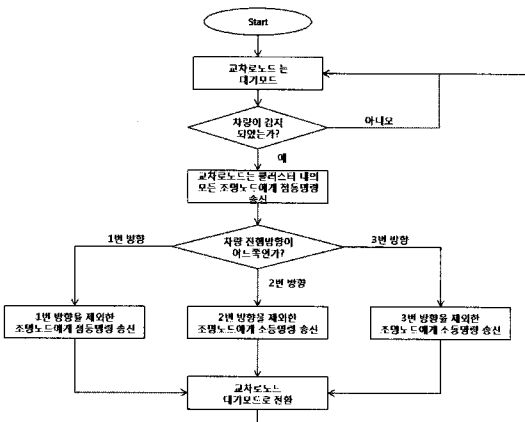 Start
교차로노드 는
대기모드
차량이 감지
되었는가?
아니오
예
교차로노드는 클러스터 내의
모든 조명노드에게 점등명령
송신
차량 진행방향이
어느쪽인가?
1번 방향
3번 방향
2번 방향
1번 방향을 제외한
조명노드에게 점등명령 송신
2번 방향을 제외한
조명노드에게 소등명령 송신
3번 방향을 제외한
조명노드에게 소등명령 송신
교차로노드
대기모드로 전환